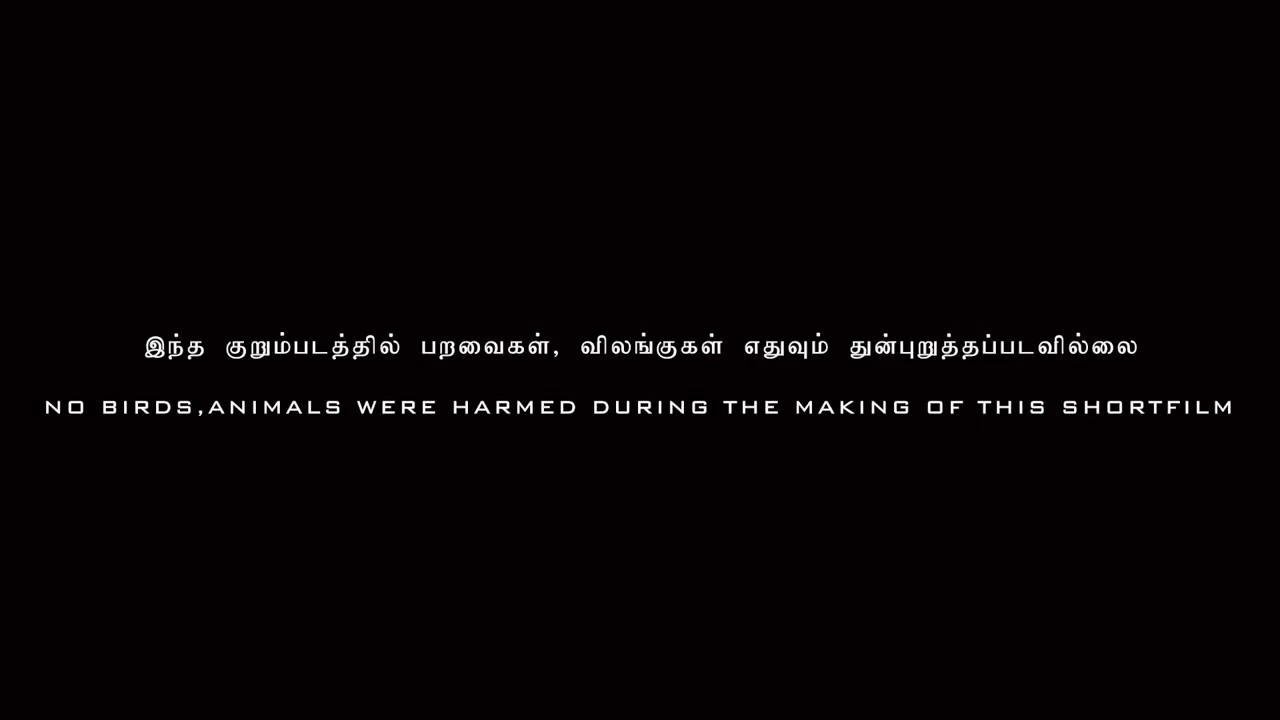 இந்த குறும்படத்தில் பறவைகள், விலங்குகள் எதுவும் துன்புறுத்தப்படவில்லை
NO BIRDS,ANIMALS WERE HARMED DURING THE MAKING OF THIS SHORTFILM